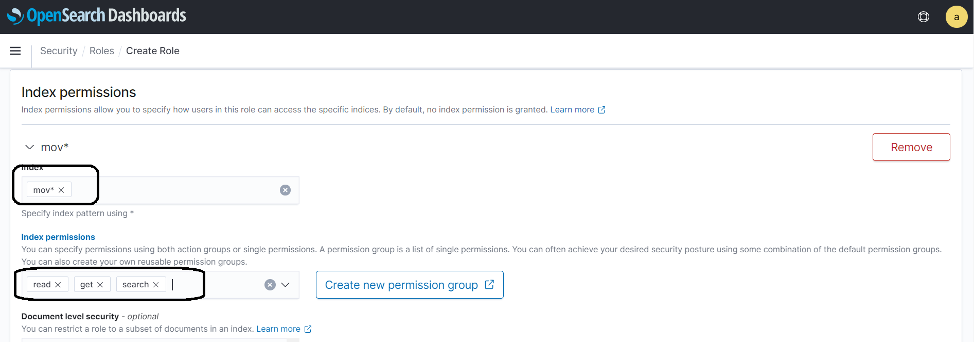 OpenSearch Dashboards
a
Security / Roles / Create Role
Index permissions
Index permissions allow you to specify how users in this role can access the specific indices. By default, no index permission is granted. Learn more
mov*
Remove
Index
mov* ×
Specify index pattern using *
Index permissions
You can specify permissions using both action groups or single permissions. A permission group is a list of single permissions. You can often achieve your desired security posture using some combination of the default permission groups.
You can also create your own reusable permission groups.
read × get × search ×
Create new permission group
Document level security - optional
You can restrict a role to a subset of documents in an index. Learn more